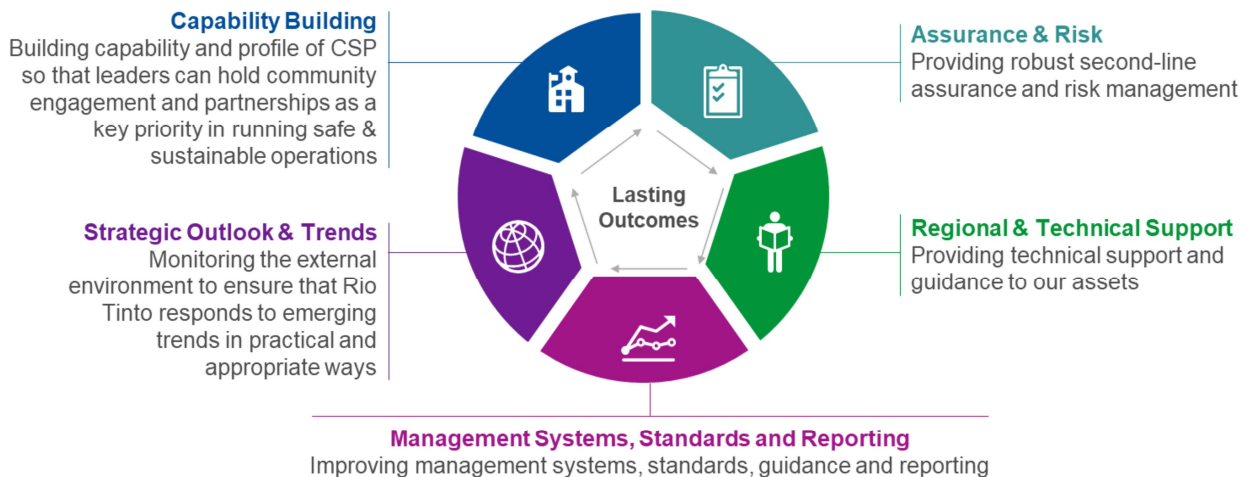 Capability Building
Building capability and profile of CSP
so that leaders can hold community
engagement and partnerships as a
key priority in running safe &
sustainable operations
Assurance & Risk
Providing robust second-line
assurance and risk management
Lasting
Outcomes
Strategic Outlook & Trends
Monitoring the external
environment to ensure that Rio
Tinto responds to emerging
trends in practical and
appropriate ways
Regional & Technical Support
Providing technical support and
guidance to our assets
Management Systems, Standards and Reporting
Improving management systems, standards, guidance and reporting